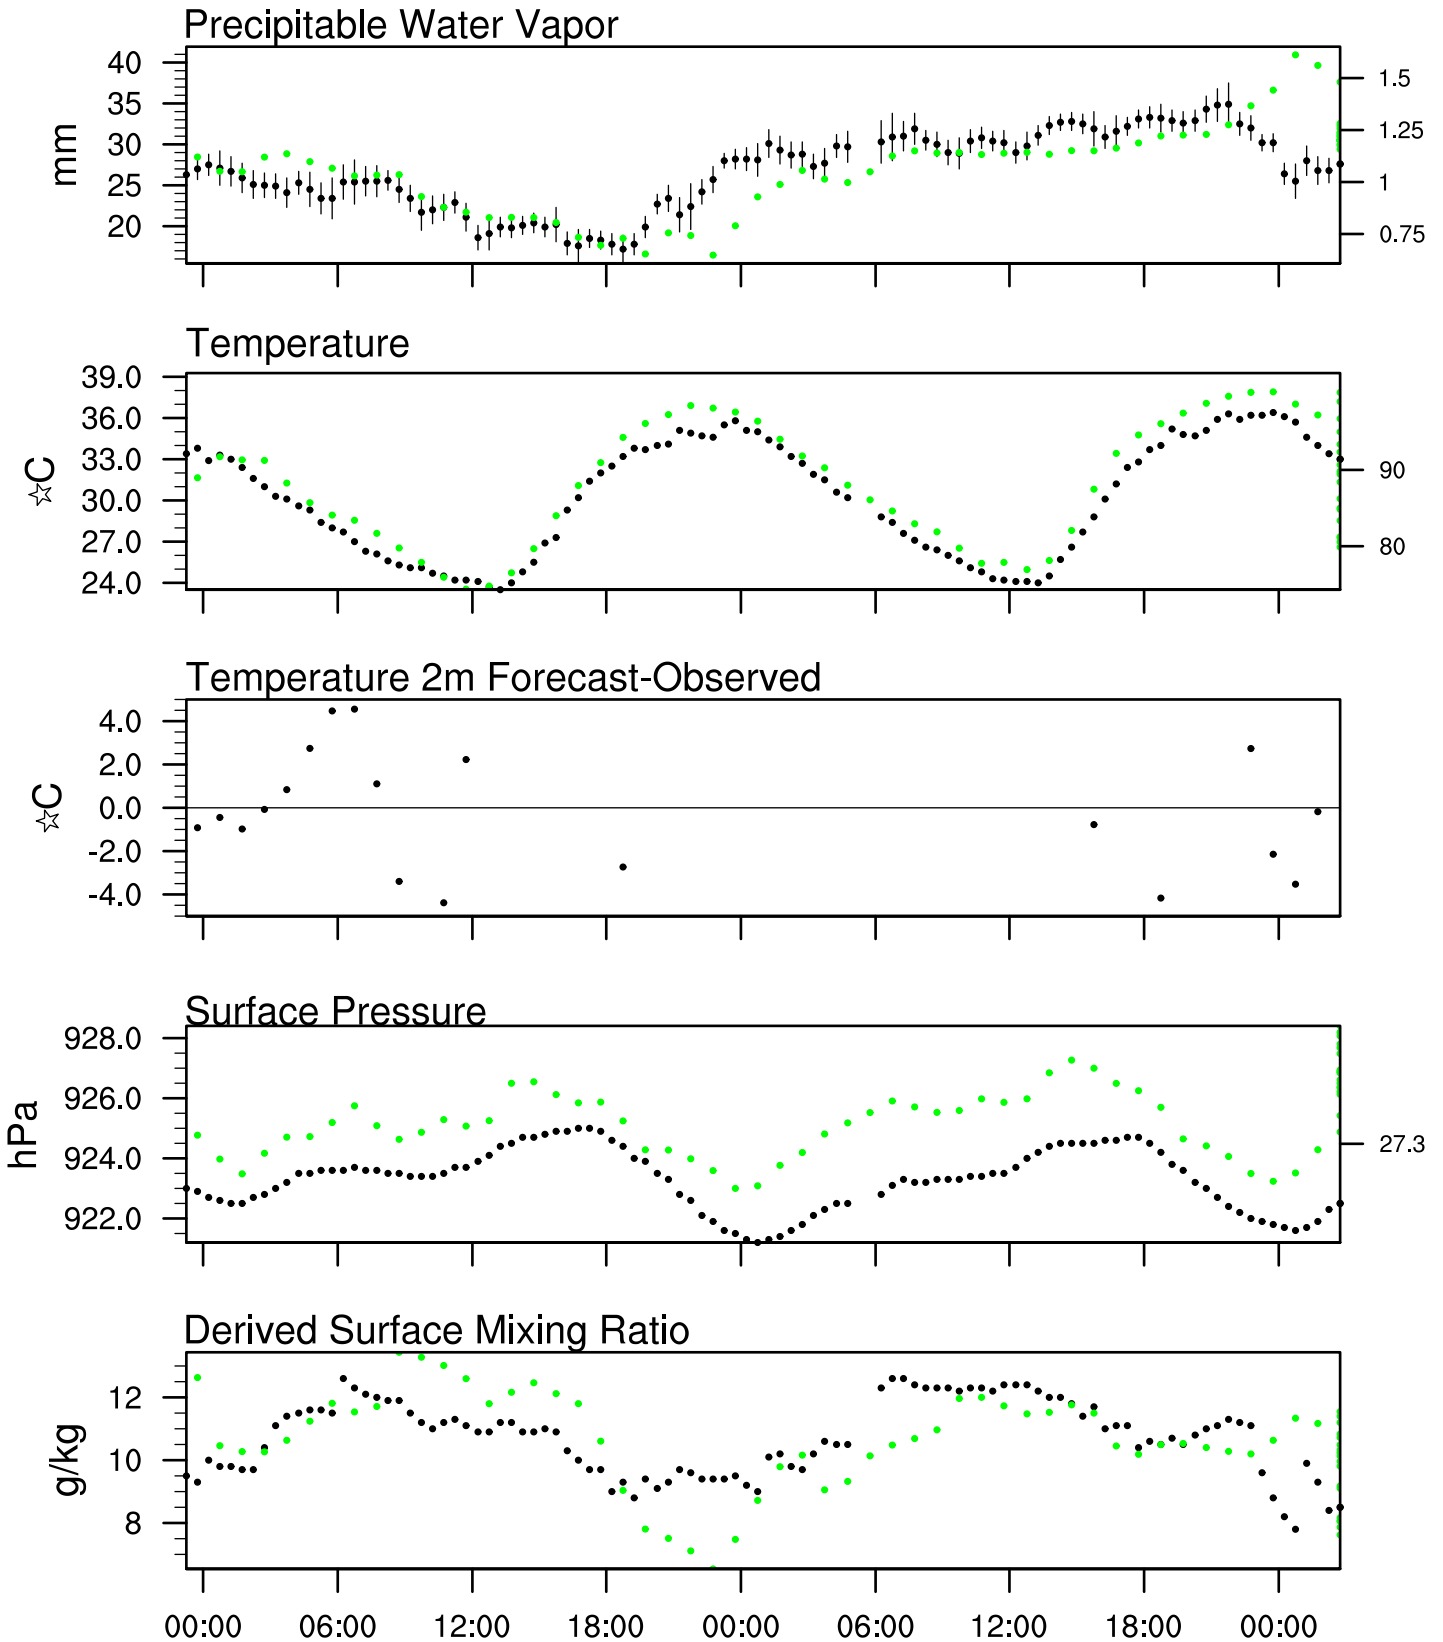 Precipitable Water Vapor
40
35
30
25
20
mm
1.5
1.25
1
0.75
Temperature
39.0
36.0
33.0
30.0
27.0
24.0
☆C
90
80
Temperature 2m Forecast-Observed
4.0
2.0
0.0
-2.0
-4.0
☆C
Surface Pressure
928.0
926.0
924.0
922.0
hPa
27.3
Derived Surface Mixing Ratio
12
10
8
g/kg
00:00 06:00 12:00 18:00 00:00 06:00 12:00 18:00 00:00